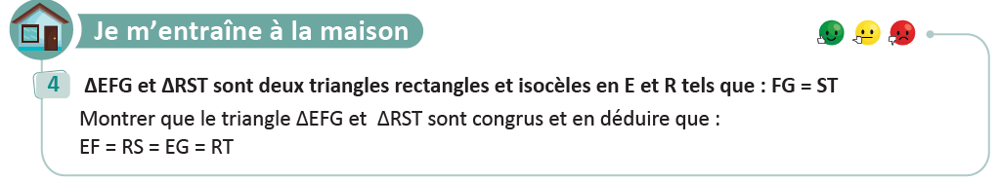 Je m’entraîne à la maison
4 ΔEFG et ΔRST sont deux triangles rectangles et isocèles en E et R tels que : FG = ST
Montrer que le triangle ΔEFG et ΔRST sont congrus et en déduire que :
EF = RS = EG = RT